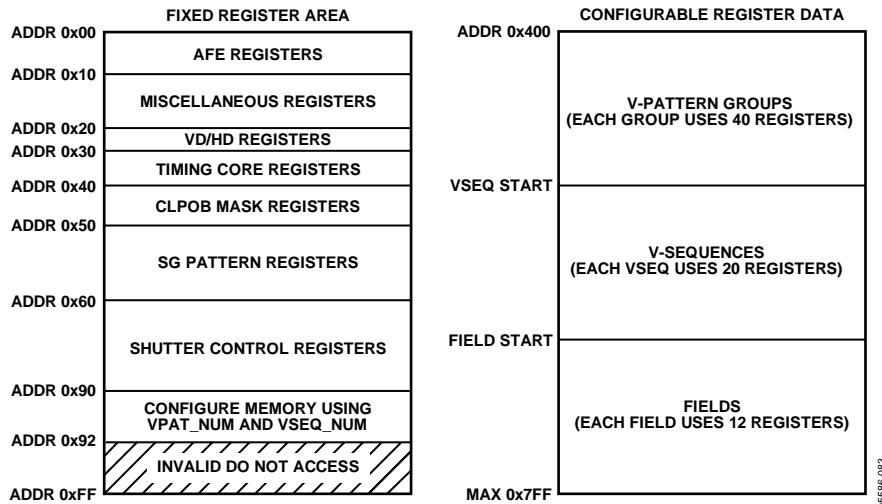 FIXED REGISTER AREA
ADDR 0x00
AFE REGISTERS
ADDR 0x10
MISCELLANEOUS REGISTERS
ADDR 0x20
VD/HD REGISTERS
ADDR 0x30
TIMING CORE REGISTERS
ADDR 0x40
CLPOB MASK REGISTERS
ADDR 0x50
SG PATTERN REGISTERS
ADDR 0x60
SHUTTER CONTROL REGISTERS
ADDR 0x90
CONFIGURE MEMORY USING
VPAT_NUM AND VSEQ_NUM
ADDR 0x92
INVALID DO NOT ACCESS
ADDR 0xFF
CONFIGURABLE REGISTER DATA
ADDR 0x400
V-PATTERN GROUPS
(EACH GROUP USES 40 REGISTERS)
VSEQ START
V-SEQUENCES
(EACH VSEQ USES 20 REGISTERS)
FIELD START
FIELDS
(EACH FIELD USES 12 REGISTERS)
MAX 0x7FF